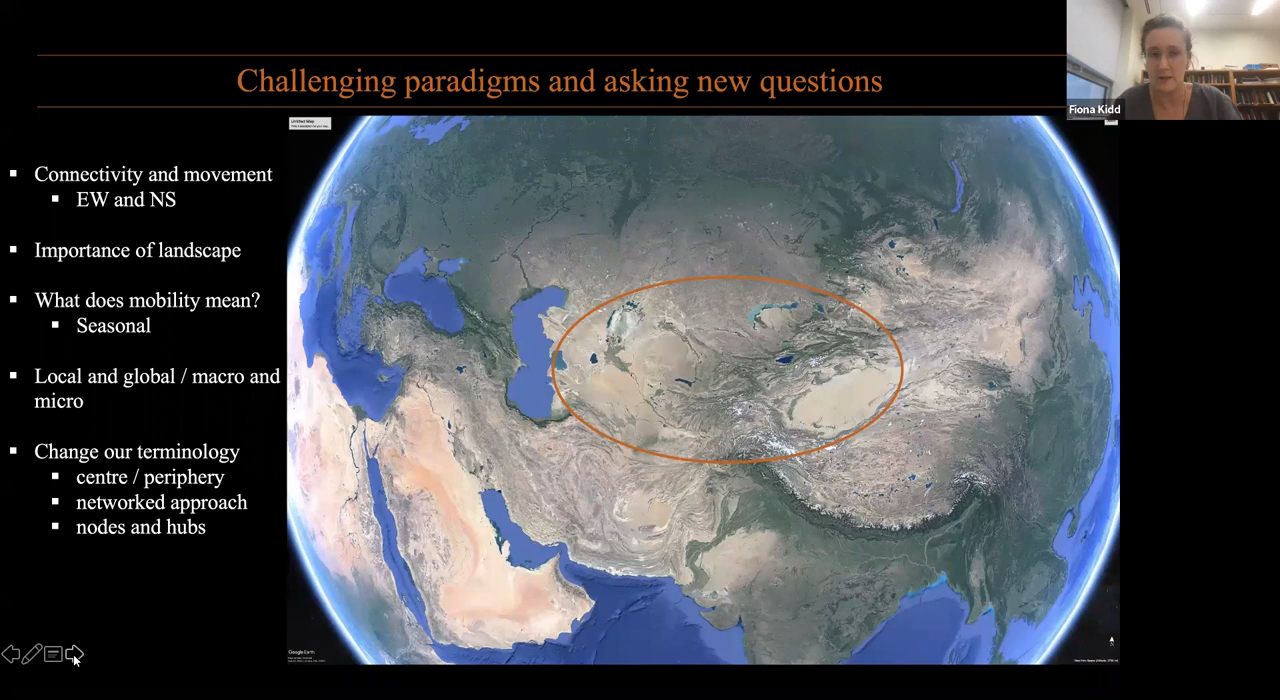 Challenging paradigms and asking new questions
Fiona Kidd
Untitled Map
Connectivity and movement
EW and NS
Importance of landscape
What does mobility mean?
Seasonal
Local and global / macro and
micro
Change our terminology
centre / periphery
networked approach
nodes and hubs
Google Earth